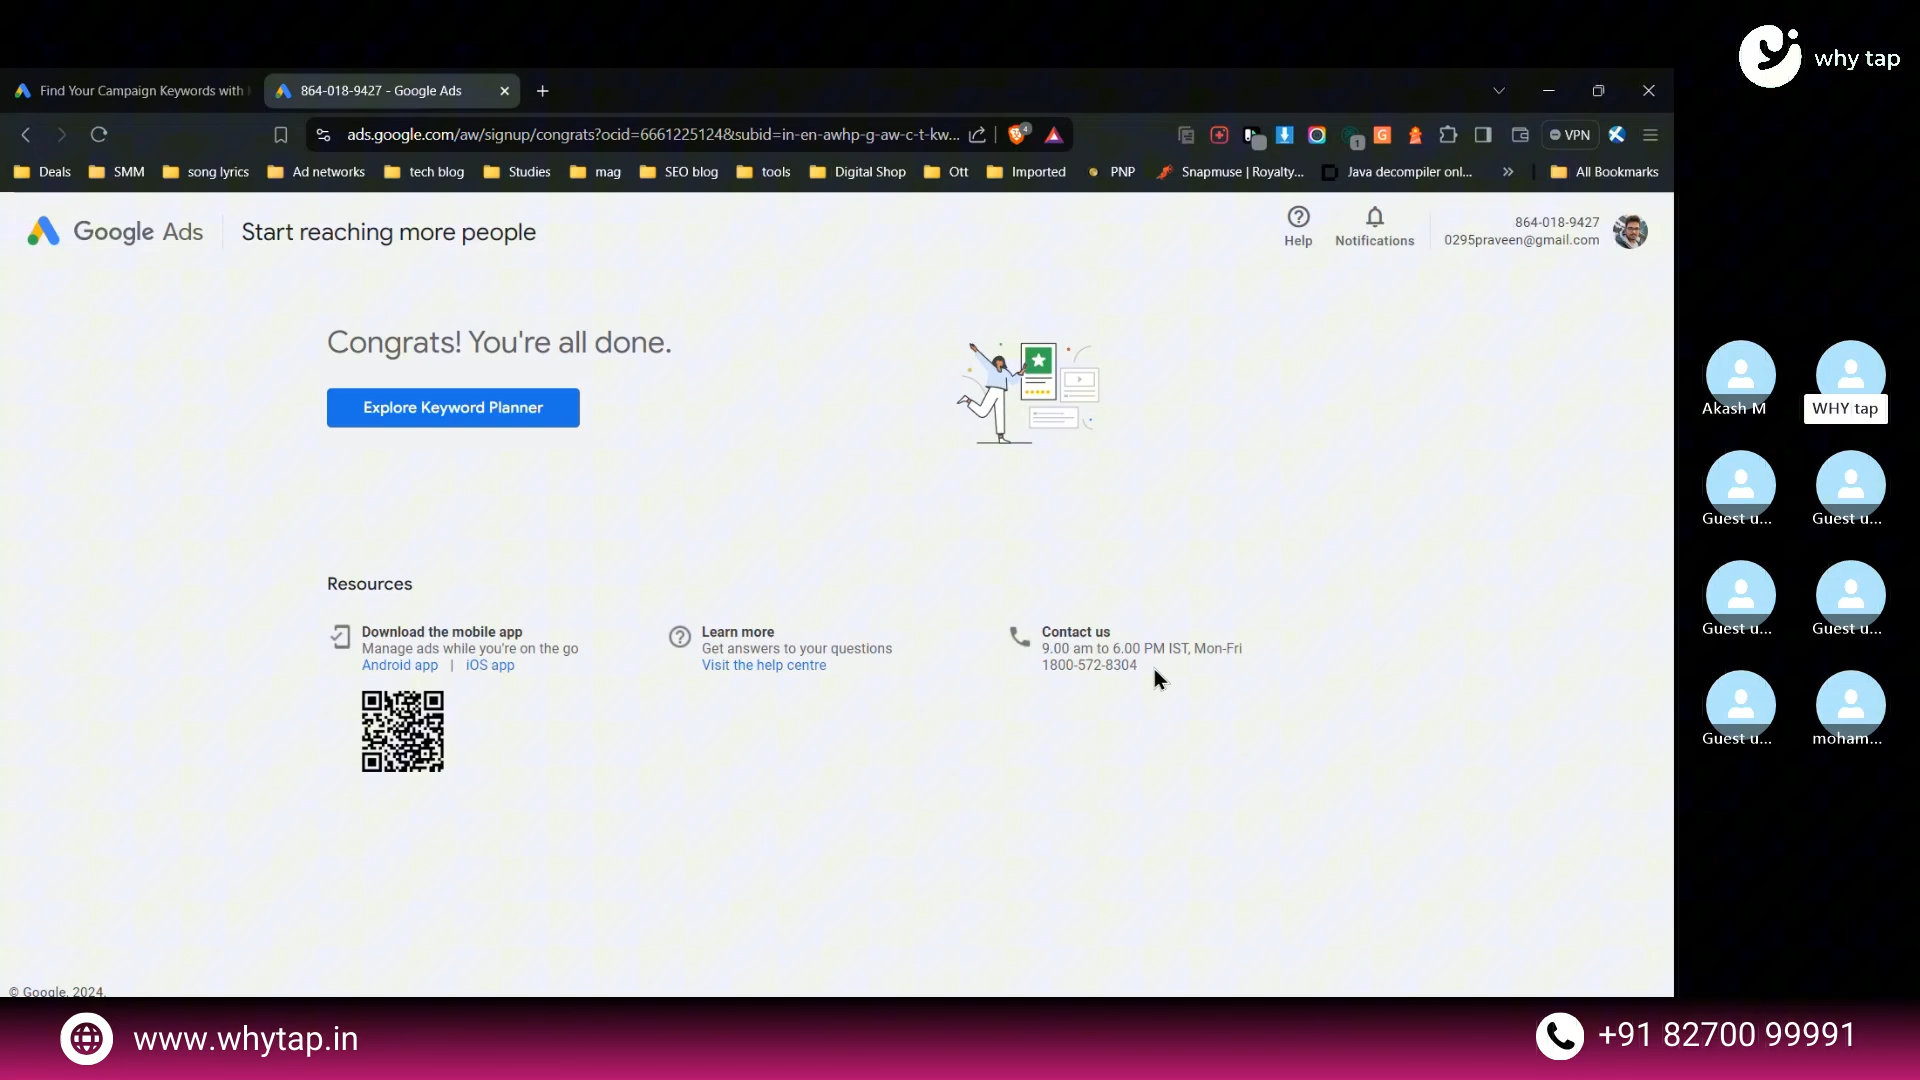 why tap
Find Your Campaign Keywords with
864-018-9427 - Google Ads
ads.google.com/aw/signup/congrats?ocid=6661225124&subid=in-en-awhp-g-aw-c-t-kw...
4
1
G
VPN
Deals
SMM
song lyrics
Ad networks
tech blog
Studies
mag
SEO blog
tools
Digital Shop
Ott
Imported
PNP
Snapmuse | Royalty...
Java decompiler onl...
All Bookmarks
Google Ads
Start reaching more people
Help
Notifications
864-018-9427
0295praveen@gmail.com
Congrats! You're all done.
Explore Keyword Planner
Akash M
WHY tap
Guest u...
Guest u...
Guest u...
Guest u...
Guest u...
moham...
Resources
Download the mobile app
Manage ads while you're on the go
Android app | iOS app
Learn more
Get answers to your questions
Visit the help centre
Contact us
9.00 am to 6.00 PM IST, Mon-Fri
1800-572-8304
© Google, 2024.
www.whytap.in
+91 82700 99991